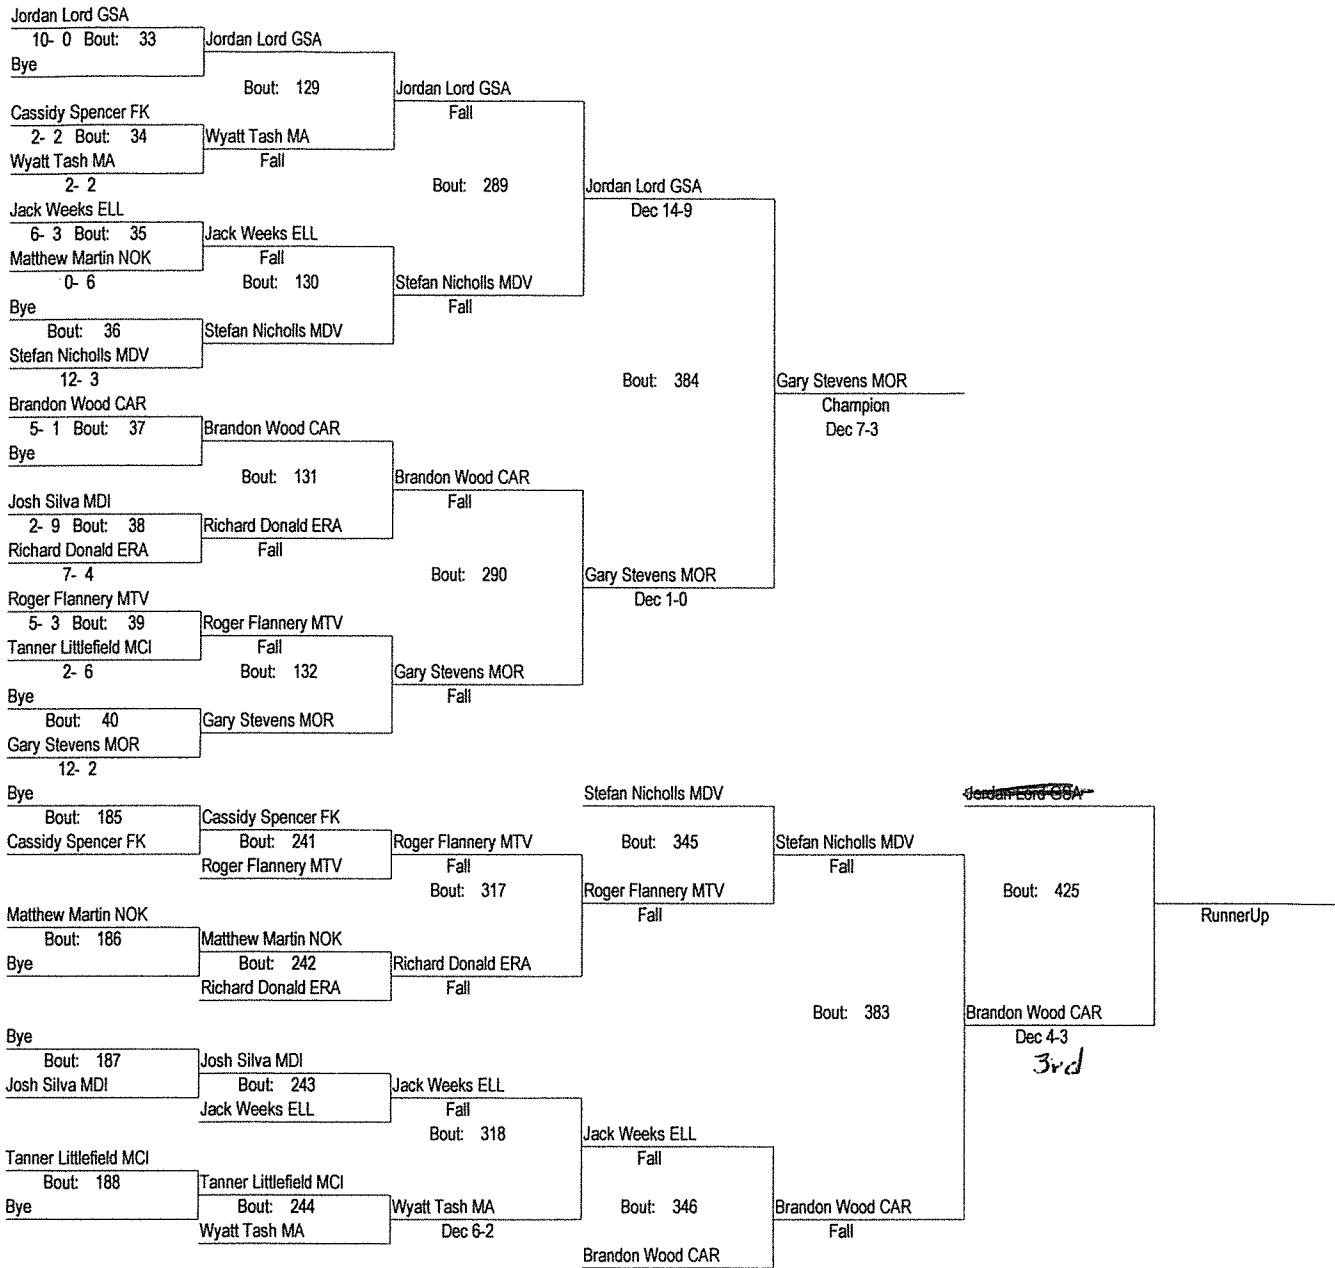 Jordan Lord GSA
10- 0 Bout: 33
Bye
Jordan Lord GSA
Bout: 129
Cassidy Spencer FK
2- 2 Bout: 34
Wyatt Tash MA
2- 2
Wyatt Tash MA
Fall
Jordan Lord GSA
Fall
Bout: 289
Jack Weeks ELL
6- 3 Bout: 35
Matthew Martin NOK
0- 6
Jack Weeks ELL
Fall
Bout: 130
Bye
Bout: 36
Stefan Nicholls MDV
12- 3
Stefan Nicholls MDV
Stefan Nicholls MDV
Fall
Jordan Lord GSA
Dec 14-9
Bout: 384
Brandon Wood CAR
5- 1 Bout: 37
Bye
Brandon Wood CAR
Bout: 131
Josh Silva MDI
2- 9 Bout: 38
Richard Donald ERA
7- 4
Richard Donald ERA
Fall
Brandon Wood CAR
Fall
Bout: 290
Roger Flannery MTV
5- 3 Bout: 39
Tanner Littlefield MCI
2- 6
Roger Flannery MTV
Fall
Bout: 132
Bye
Bout: 40
Gary Stevens MOR
12- 2
Gary Stevens MOR
Gary Stevens MOR
Fall
Gary Stevens MOR
Dec 1-0
Gary Stevens MOR
Champion
Dec 7-3
Bye
Bout: 185
Cassidy Spencer FK
Cassidy Spencer FK
Bout: 241
Roger Flannery MTV
Roger Flannery MTV
Fall
Bout: 317
Matthew Martin NOK
Bout: 186
Bye
Matthew Martin NOK
Bout: 242
Richard Donald ERA
Richard Donald ERA
Fall
Stefan Nicholls MDV
Bout: 345
Roger Flannery MTV
Fall
Stefan Nicholls MDV
Fall
Bout: 383
Bye
Bout: 187
Josh Silva MDI
Josh Silva MDI
Bout: 243
Jack Weeks ELL
Jack Weeks ELL
Fall
Bout: 318
Tanner Littlefield MCI
Bout: 188
Bye
Tanner Littlefield MCI
Bout: 244
Wyatt Tash MA
Wyatt Tash MA
Dec 6-2
Jack Weeks ELL
Fall
Bout: 346
Brandon Wood CAR
Brandon Wood CAR
Fall
Jordan Lord GSA
Bout: 425
Brandon Wood CAR
Dec 4-3
3rd
RunnerUp